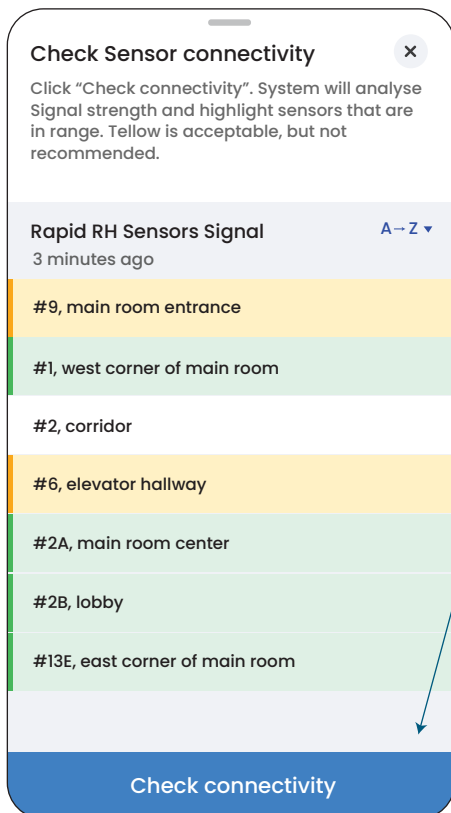 Check Sensor connectivity
Click “Check connectivity”. System will analyse
Signal strength and highlight sensors that are
in range. Tellow is acceptable, but not
recommended.
Rapid RH Sensors Signal
A→Z
3 minutes ago
#9, main room entrance
#1, west corner of main room
#2, corridor
#6, elevator hallway
#2A, main room center
#2B, lobby
#13E, east corner of main room
Check connectivity